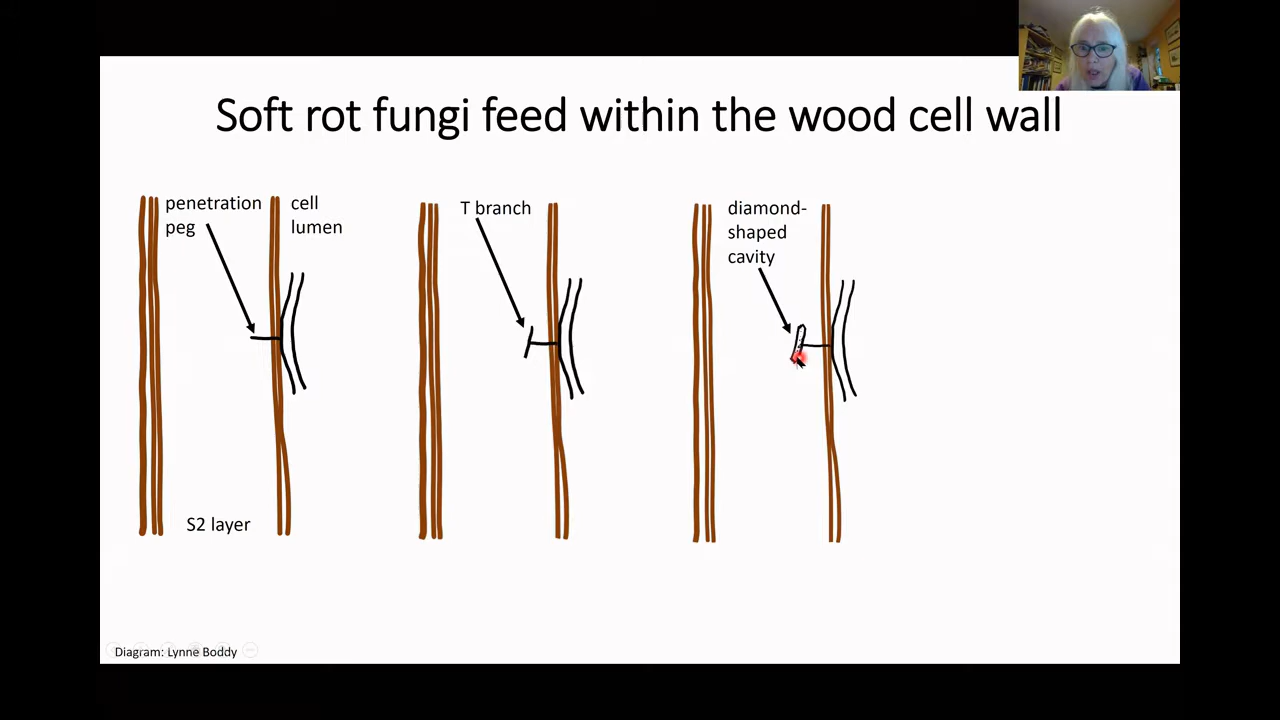 Soft rot fungi feed within the wood cell wall
penetration
peg
cell
lumen
T branch
diamond-
shaped
cavity
S2 layer
Diagram: Lynne Boddy